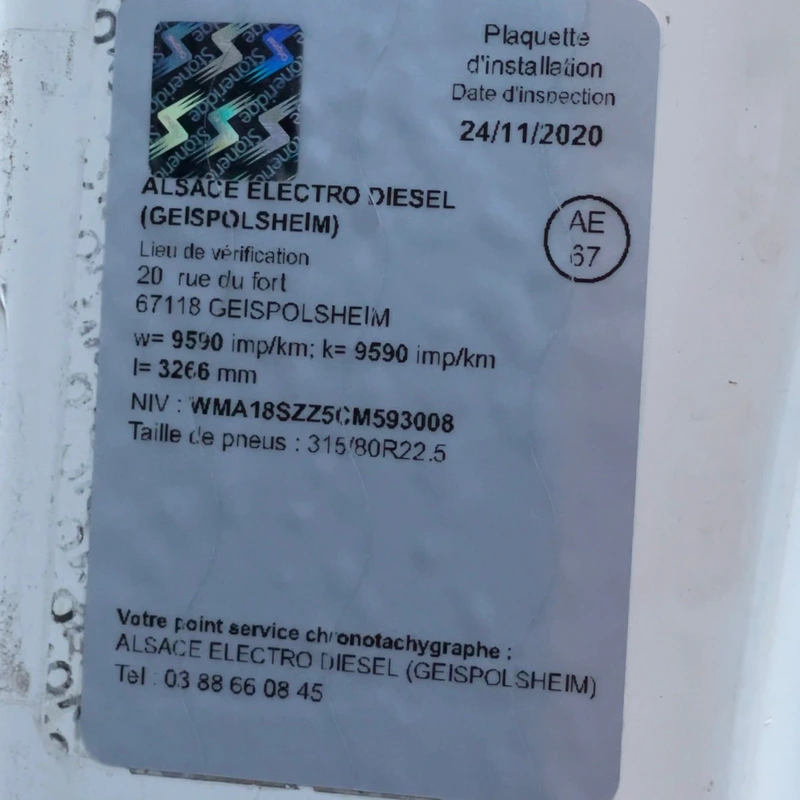 Stoneridge
Plaquette
d'installation
Date d'inspection
24/11/2020
ALSACE ELECTRO DIESEL
(GEISPOLSHEIM)
AE
67
Lieu de vérification
20 rue du fort
67118 GEISPOLSHEIM
w= 9590 imp/km; k= 9590 imp/km
l= 3266 mm
NIV : WMA18SZZ5CM593008
Taille de pneus : 315/80R22.5
Votre point service chronotachygraphe :
ALSACE ELECTRO DIESEL (GEISPOLSHEIM)
Tel : 03 88 66 08 45